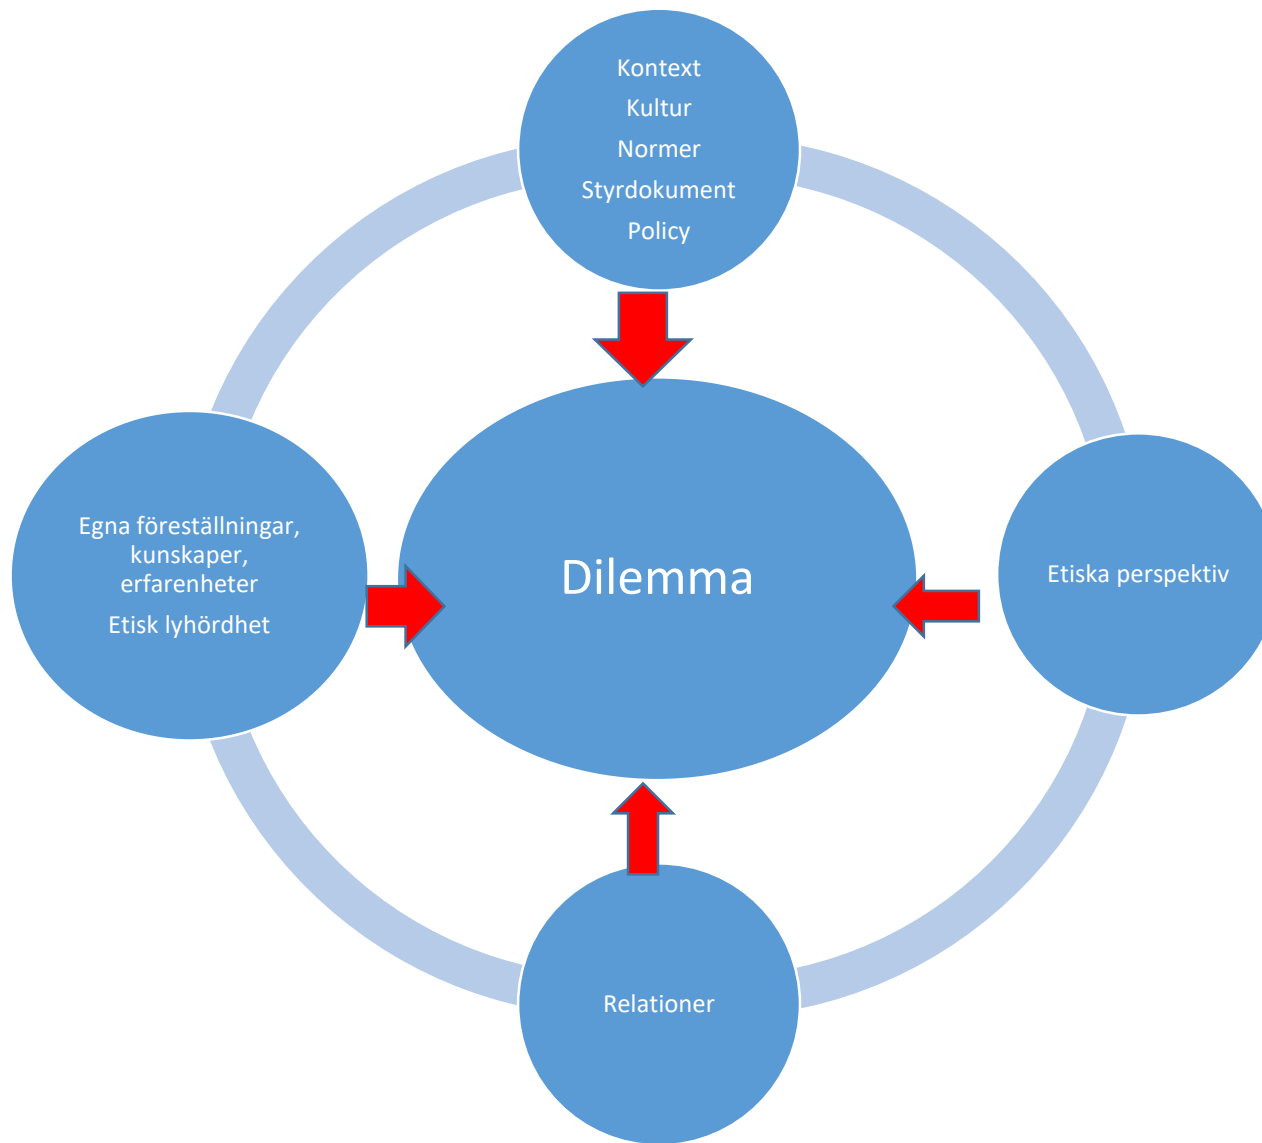 Kontext
Kultur
Normer
Styrdokument
Policy
Egna föreställningar,
kunskaper,
erfarenheter
Etisk lyhördhet
Dilemma
Etiska perspektiv
Relationer